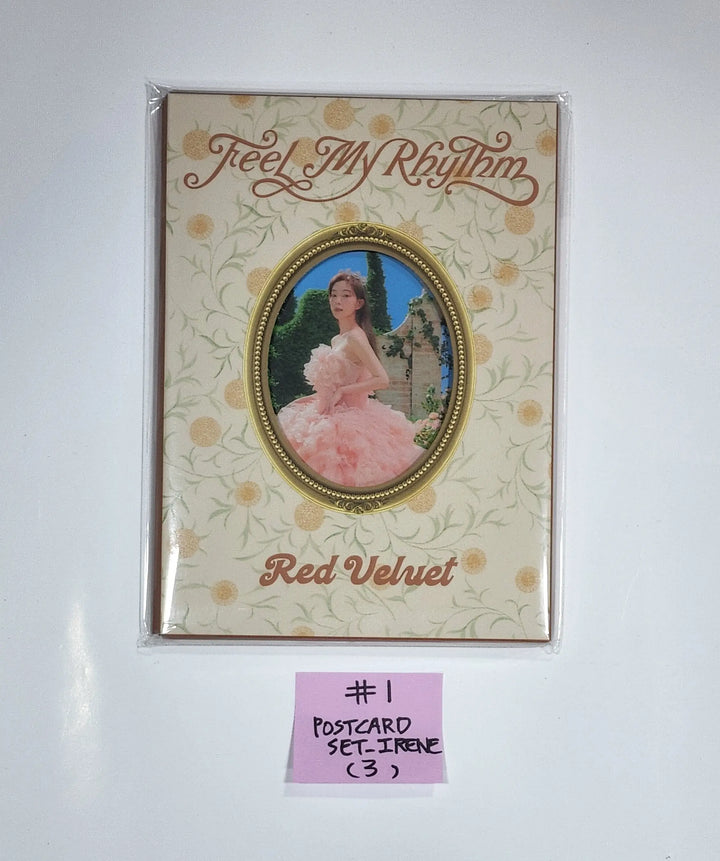 Feel My Rhythm
Red Velvet
#1
POSTCARD
SET_IRENE
(3)